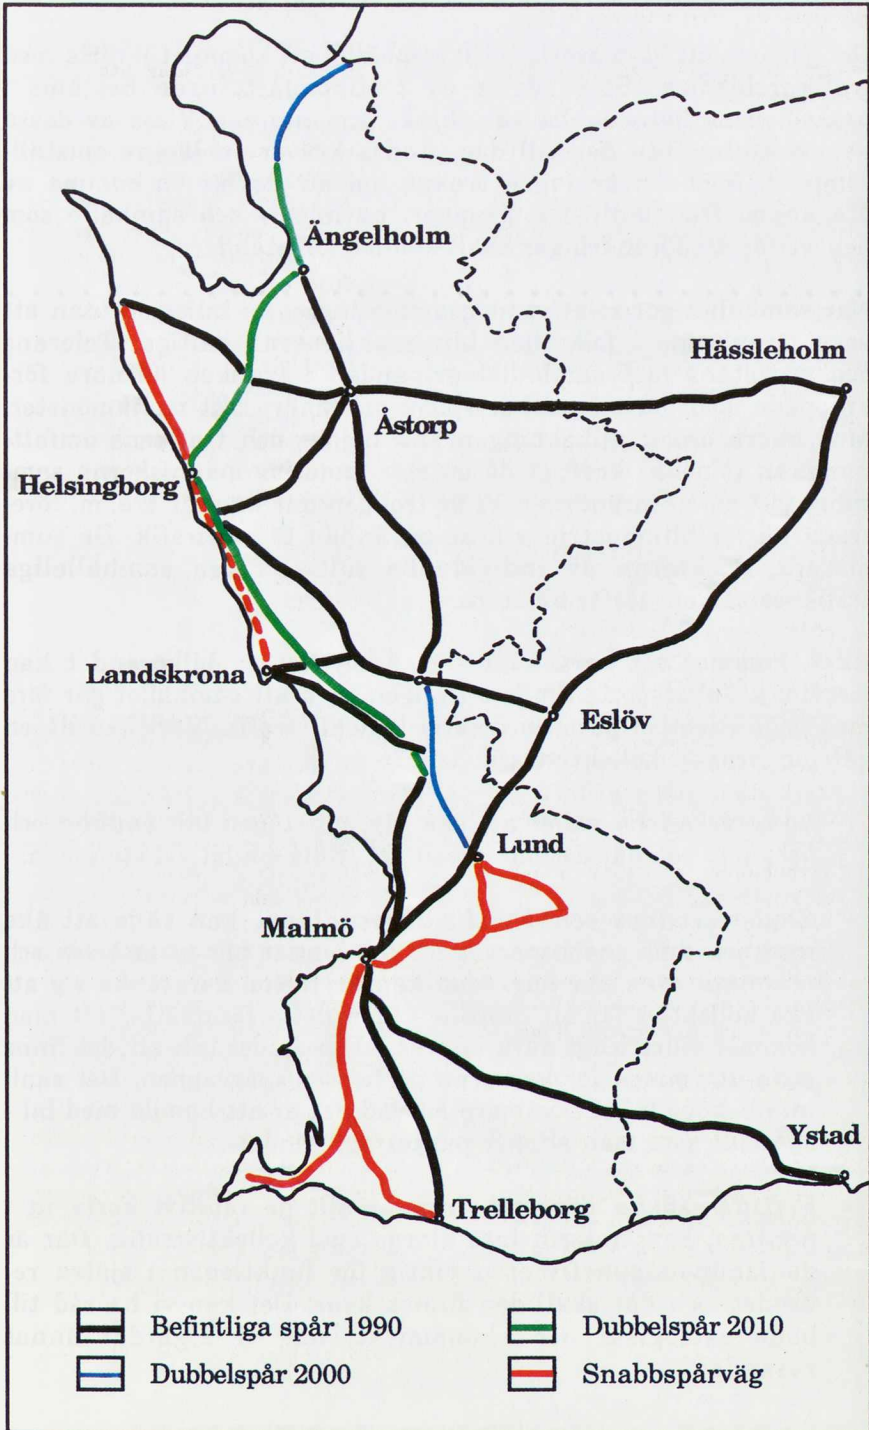 Ängelholm
Hässleholm
Åstorp
Helsingborg
Landskrona
Eslöv
Lund
Malmö
Ystad
Trelleborg
Befintliga spår 1990
Dubbelspår 2010
Dubbelspår 2000
Snabbspårväg